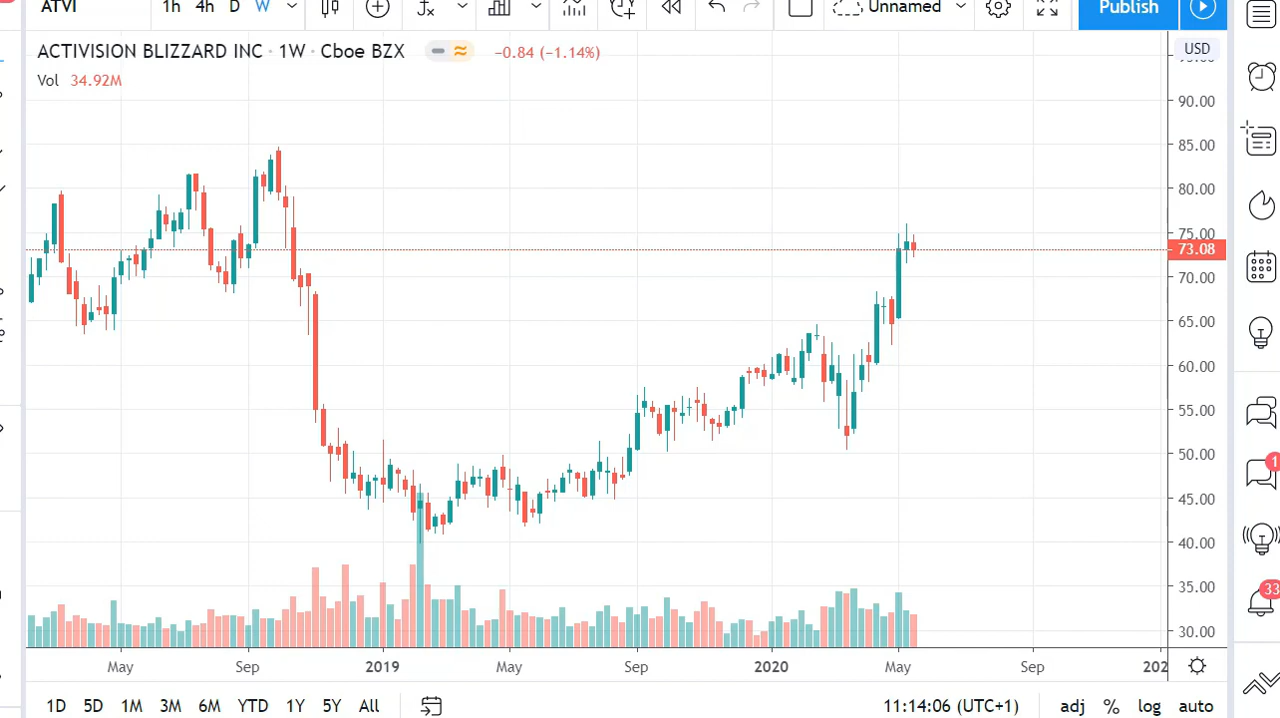 ATVI 1h 4h D W Unnamed Publish
ACTIVISION BLIZZARD INC · 1W · Cboe BZX −0.84 (−1.14%)
USD
Vol 34.92M
90.00
85.00
80.00
75.00
73.08
70.00
65.00
60.00
55.00
50.00
45.00
40.00
35.00
30.00
1
33
May Sep 2019 May Sep 2020 May Sep 202
1D 5D 1M 3M 6M YTD 1Y 5Y All 11:14:06 (UTC+1) adj % log auto